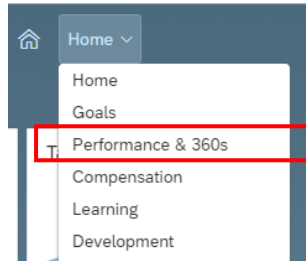 Home
Home
Goals
Performance & 360s
Compensation
Learning
Development